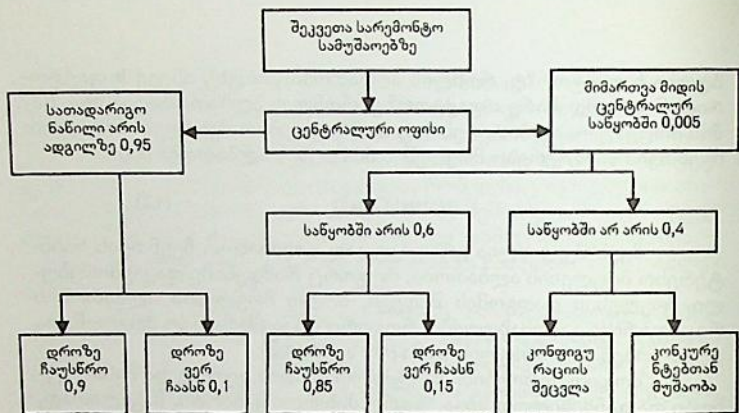 შეკვეთა სარემონტო
სამუშაოებზე
სათადარიგო
ნაწილი არის
ადგილზე 0,95
ცენტრალური ოფისი
მიმართვა მიდის
ცენტრალურ
საწყობში 0,005
საწყობში არის 0,6
საწყობში არ არის 0,4
დროზე
ჩაუსწრო
0,9
დროზე
ვერ
ჩაასწ 0,1
დროზე
ჩაუსწრო
0,85
დროზე
ვერ ჩაასწ
0,15
კონფიგუ
რაციის
შეცვლა
კონკურე
ნტებთან
მუშაობა